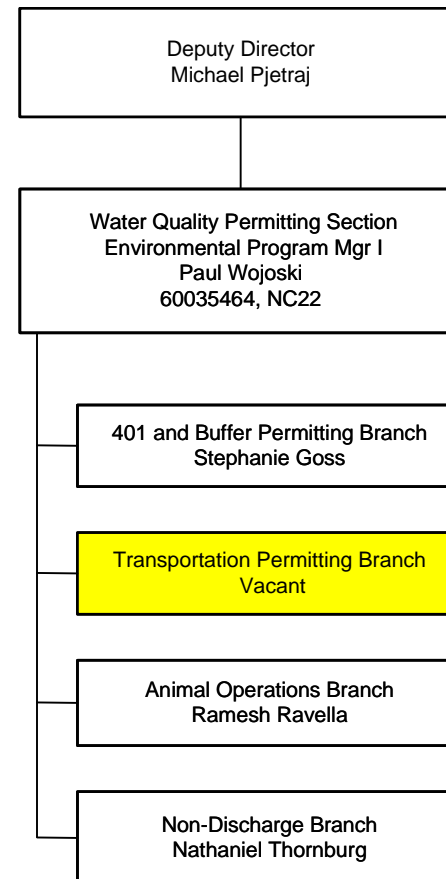 Deputy Director
Michael Pjetraj
Water Quality Permitting Section
Environmental Program Mgr I
Paul Wojoski
60035464, NC22
401 and Buffer Permitting Branch
Stephanie Goss
Transportation Permitting Branch
Vacant
Animal Operations Branch
Ramesh Ravella
Non-Discharge Branch
Nathaniel Thornburg